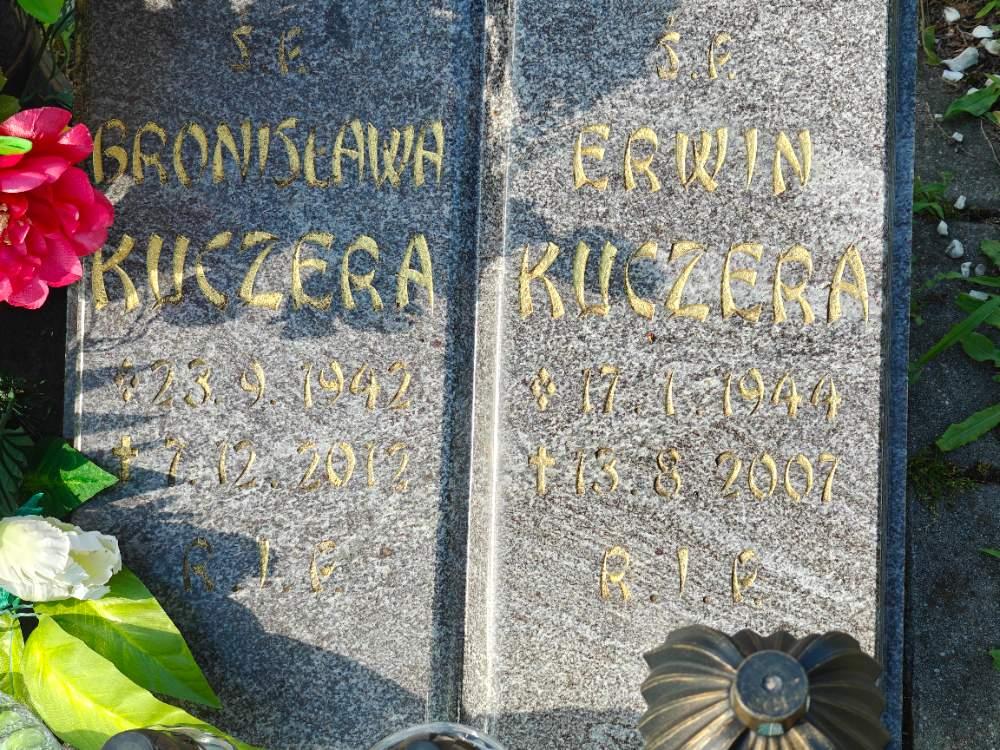 Ś.P.
BRONISŁAWA
KUCZERA
23.9.1942
7.12.2012
R.I.P.
Ś.P.
ERWIN
KUCZERA
17.1.1944
13.8.2007
R.I.P.